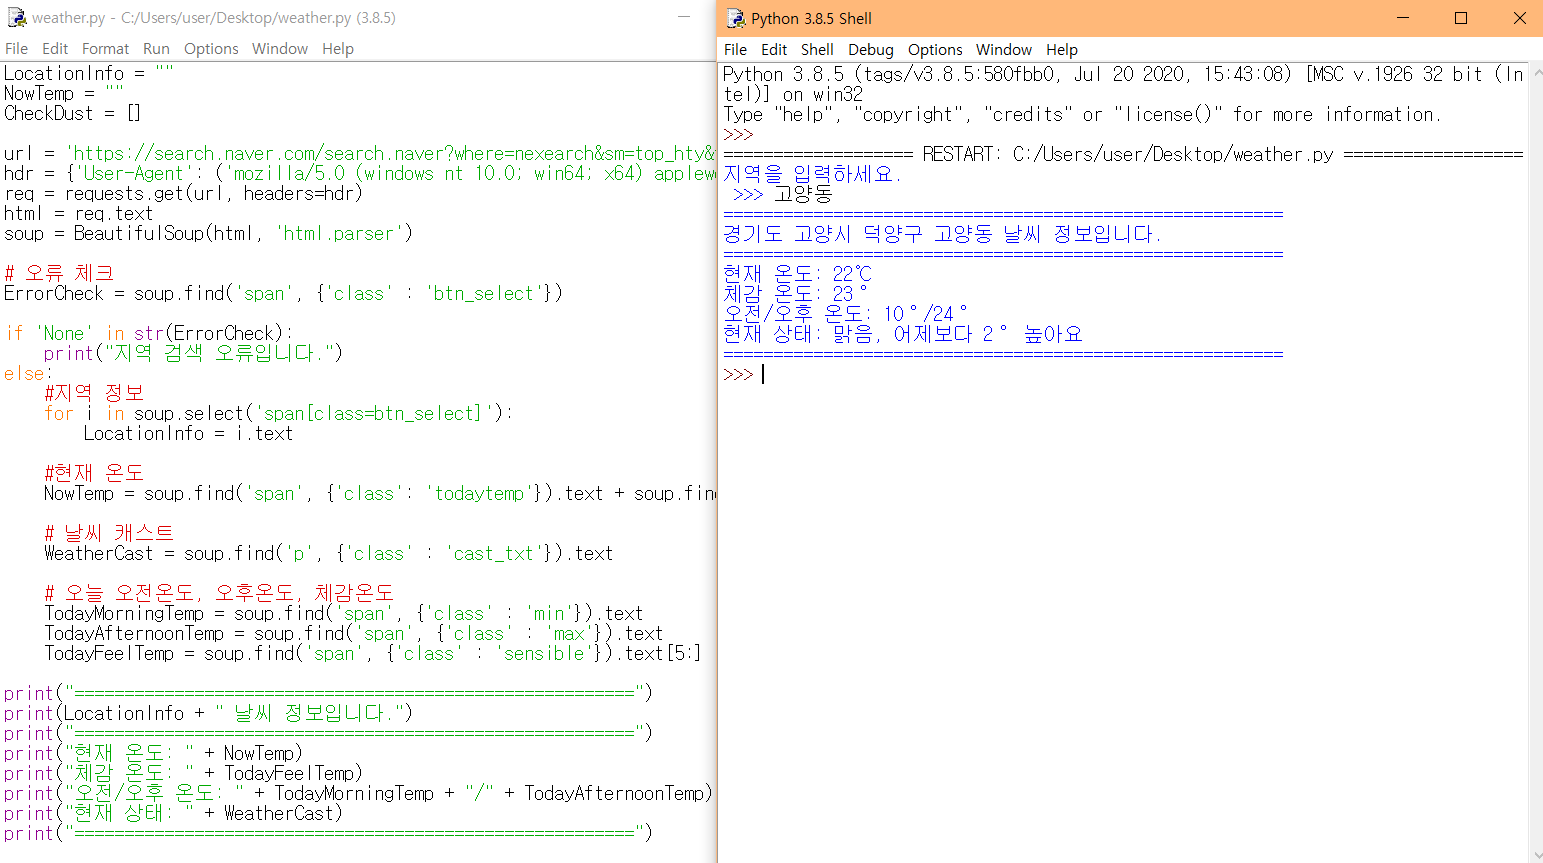 weather.py - C:/Users/user/Desktop/weather.py (3.8.5)
File Edit Format Run Options Window Help
LocationInfo = ""
NowTemp = ""
CheckDust = []
url = 'https://search.naver.com/search.naver?where=nexearch&sm=top_hty&
hdr = {'User-Agent': ('mozilla/5.0 (windows nt 10.0; win64; x64) applew
req = requests.get(url, headers=hdr)
html = req.text
soup = BeautifulSoup(html, 'html.parser')
# 오류 체크
ErrorCheck = soup.find('span', {'class' : 'btn_select'})
if 'None' in str(ErrorCheck):
    print("지역 검색 오류입니다.")
else:
    #지역 정보
    for i in soup.select('span[class=btn_select]'):
        LocationInfo = i.text
    #현재 온도
    NowTemp = soup.find('span', {'class': 'todaytemp'}).text + soup.fin
    # 날씨 캐스트
    WeatherCast = soup.find('p', {'class' : 'cast_txt'}).text
    # 오늘 오전온도, 오후온도, 체감온도
    TodayMorningTemp = soup.find('span', {'class' : 'min'}).text
    TodayAfternoonTemp = soup.find('span', {'class' : 'max'}).text
    TodayFeelTemp = soup.find('span', {'class' : 'sensible'}).text[5:]
print("========================================================")
print(LocationInfo + " 날씨 정보입니다.")
print("========================================================")
print("현재 온도: " + NowTemp)
print("체감 온도: " + TodayFeelTemp)
print("오전/오후 온도: " + TodayMorningTemp + "/" + TodayAfternoonTemp)
print("현재 상태: " + WeatherCast)
print("========================================================")
Python 3.8.5 Shell
File Edit Shell Debug Options Window Help
Python 3.8.5 (tags/v3.8.5:580fbb0, Jul 20 2020, 15:43:08) [MSC v.1926 32 bit (In
tel)] on win32
Type "help", "copyright", "credits" or "license()" for more information.
>>>
=================== RESTART: C:/Users/user/Desktop/weather.py ==================
지역을 입력하세요.
 >>> 고양동
========================================================
경기도 고양시 덕양구 고양동 날씨 정보입니다.
========================================================
현재 온도: 22℃
체감 온도: 23˚
오전/오후 온도: 10˚/24˚
현재 상태: 맑음, 어제보다 2˚ 높아요
========================================================
>>>